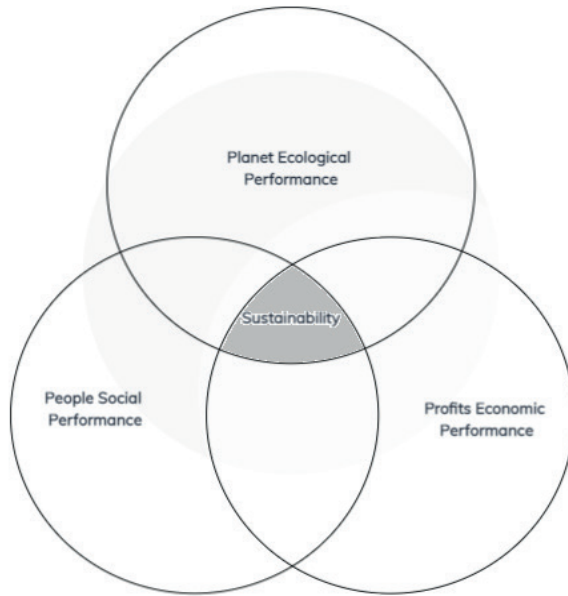 Planet Ecological
Performance
Sustainability
People Social
Performance
Profits Economic
Performance